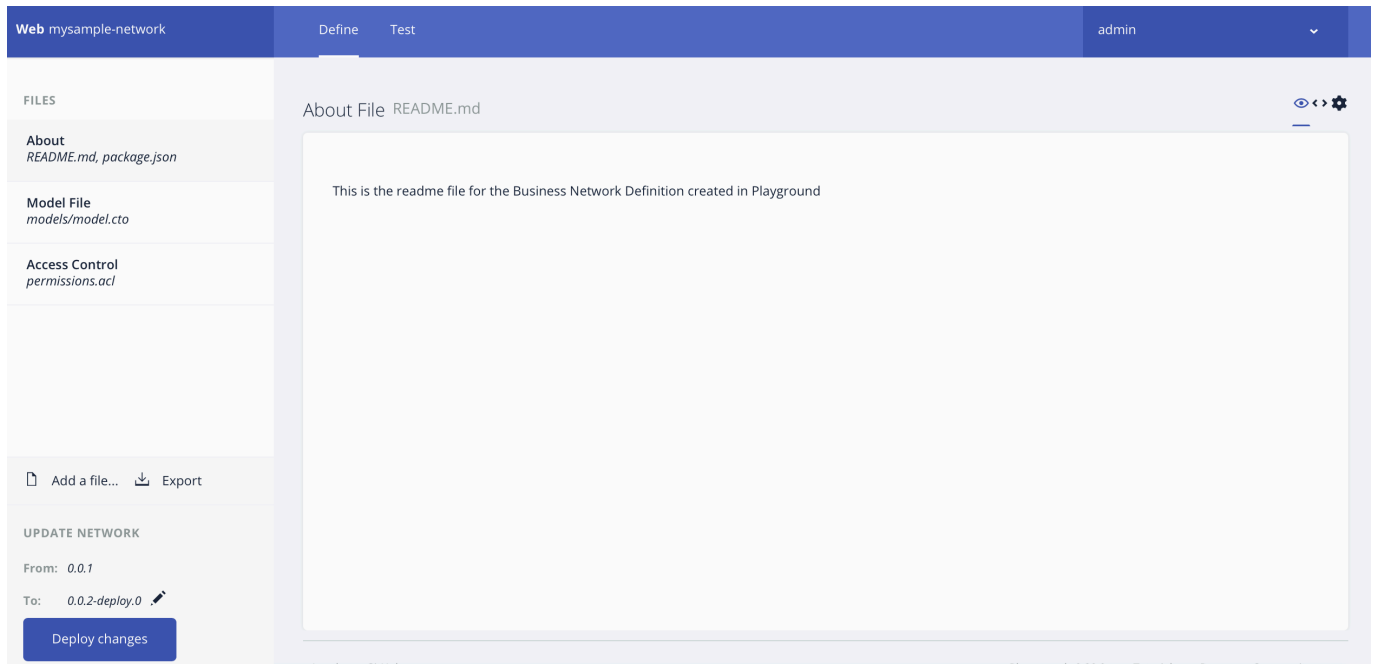 Web mysample-network
Define
Test
admin
FILES
About
README.md, package.json
Model File
models/model.cto
Access Control
permissions.acl
Add a file...
Export
UPDATE NETWORK
From: 0.0.1
To: 0.0.2-deploy.0
Deploy changes
About File README.md
This is the readme file for the Business Network Definition created in Playground